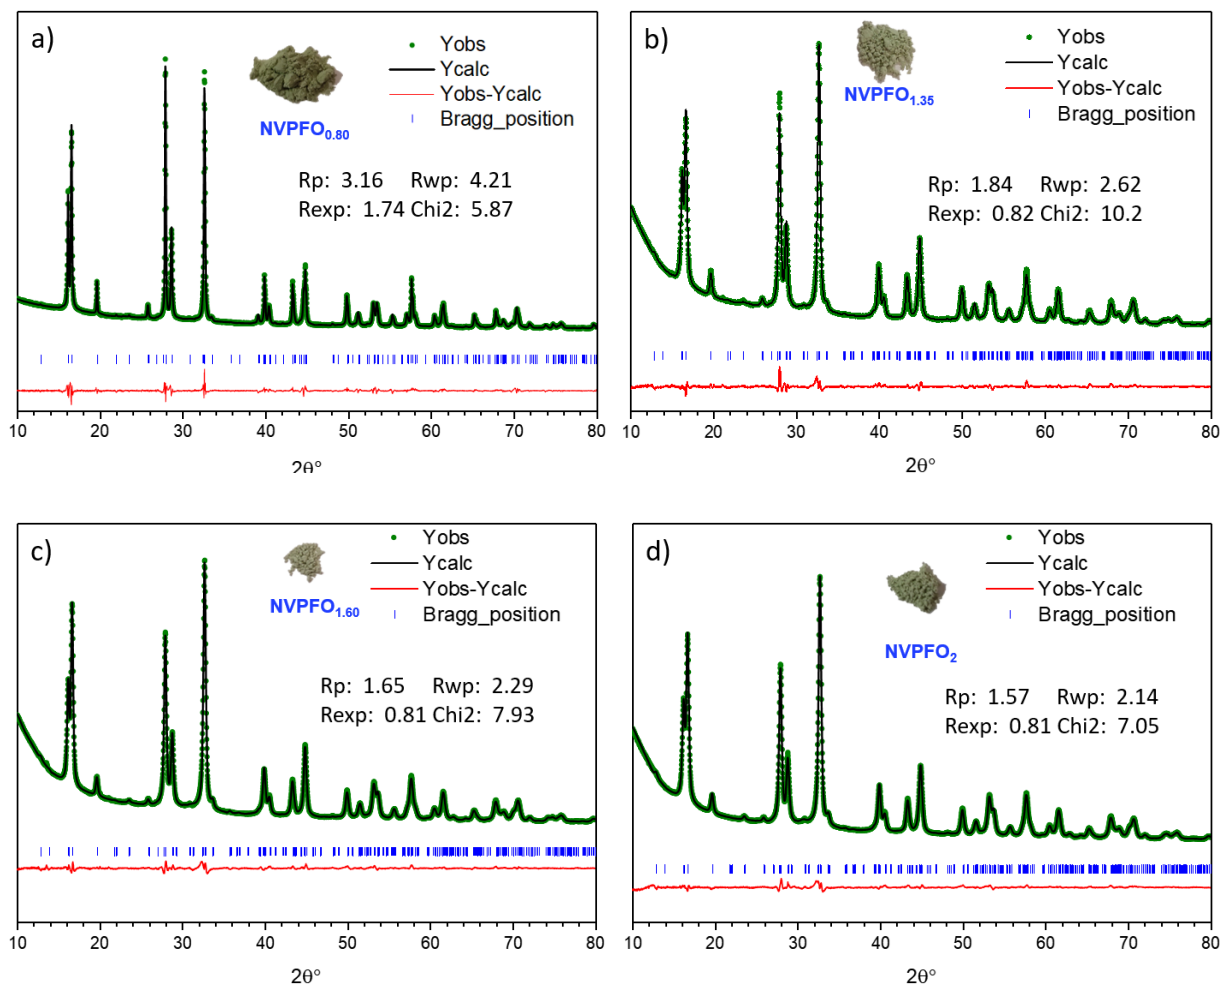 a)
Yobs
Ycalc
Yobs-Ycalc
Bragg_position
NVPFO0.80
Rp: 3.16 Rwp: 4.21
Rexp: 1.74 Chi2: 5.87
10 20 30 40 50 60 70 80
2θ°
b)
Yobs
Ycalc
Yobs-Ycalc
Bragg_position
NVPFO1.35
Rp: 1.84 Rwp: 2.62
Rexp: 0.82 Chi2: 10.2
10 20 30 40 50 60 70 80
2θ°
c)
Yobs
Ycalc
Yobs-Ycalc
Bragg_position
NVPFO1.60
Rp: 1.65 Rwp: 2.29
Rexp: 0.81 Chi2: 7.93
10 20 30 40 50 60 70 80
2θ°
d)
Yobs
Ycalc
Yobs-Ycalc
Bragg_position
NVPFO2
Rp: 1.57 Rwp: 2.14
Rexp: 0.81 Chi2: 7.05
10 20 30 40 50 60 70 80
2θ°